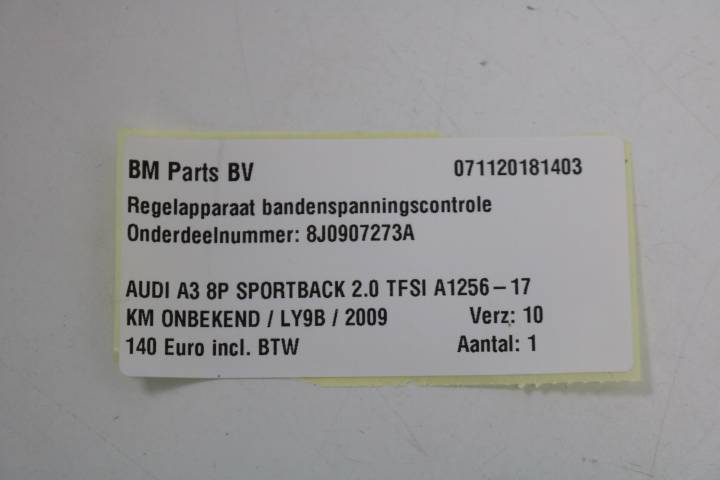 BM Parts BV 071120181403
Regelapparaat bandenspanningscontrole
Onderdeelnummer: 8J0907273A
AUDI A3 8P SPORTBACK 2.0 TFSI A1256-17
KM ONBEKEND / LY9B / 2009 Verz: 10
140 Euro incl. BTW Aantal: 1